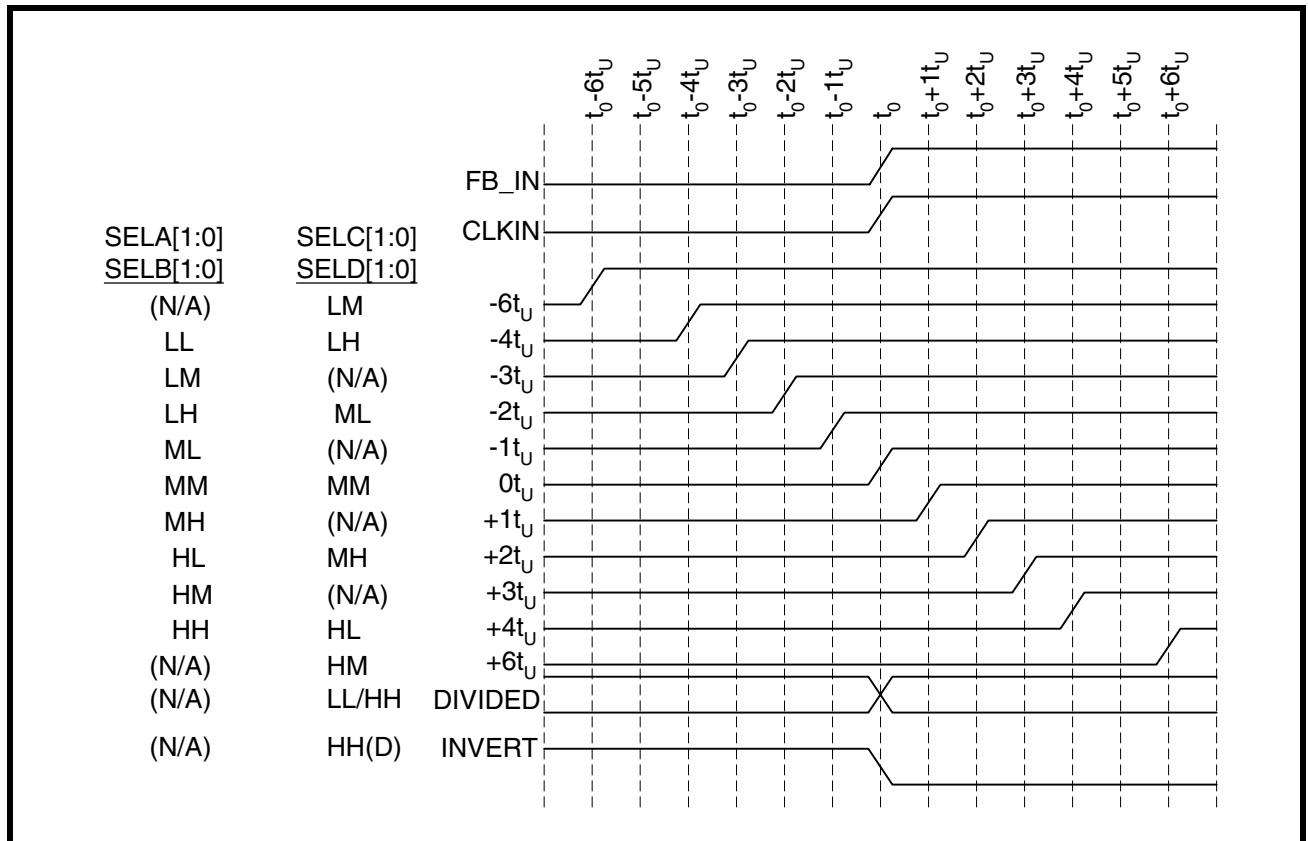 t0-6tU t0-5tU t0-4tU t0-3tU t0-2tU t0-1tU t0 t0+1tU t0+2tU t0+3tU t0+4tU t0+5tU t0+6tU
FB_IN
SELA[1:0] SELC[1:0] CLKIN
SELB[1:0] SELD[1:0]
(N/A) LM -6tU
LL LH -4tU
LM (N/A) -3tU
LH ML -2tU
ML (N/A) -1tU
MM MM 0tU
MH (N/A) +1tU
HL MH +2tU
HM (N/A) +3tU
HH HL +4tU
(N/A) HM +6tU
(N/A) LL/HH DIVIDED
(N/A) HH(D) INVERT